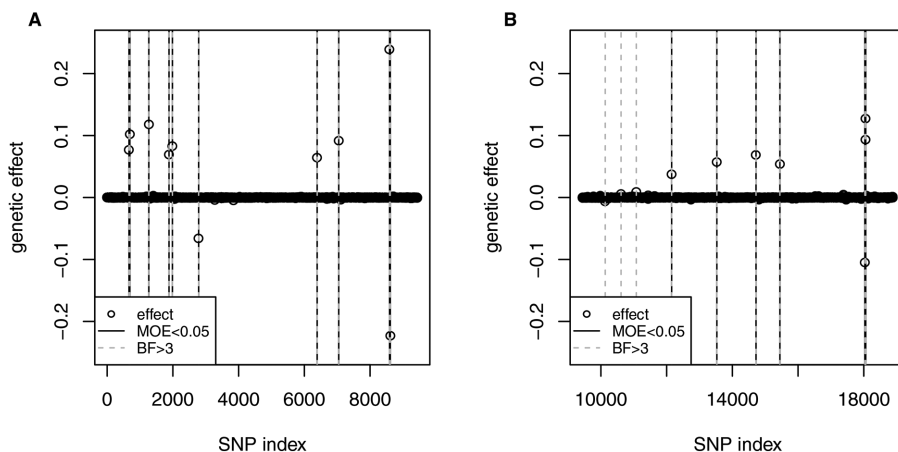 A
B
genetic effect
0.2
0.1
0.0
−0.1
−0.2
effect
MOE<0.05
BF>3
0
2000
4000
6000
8000
SNP index
genetic effect
0.2
0.1
0.0
−0.1
−0.2
effect
MOE<0.05
BF>3
10000
14000
18000
SNP index